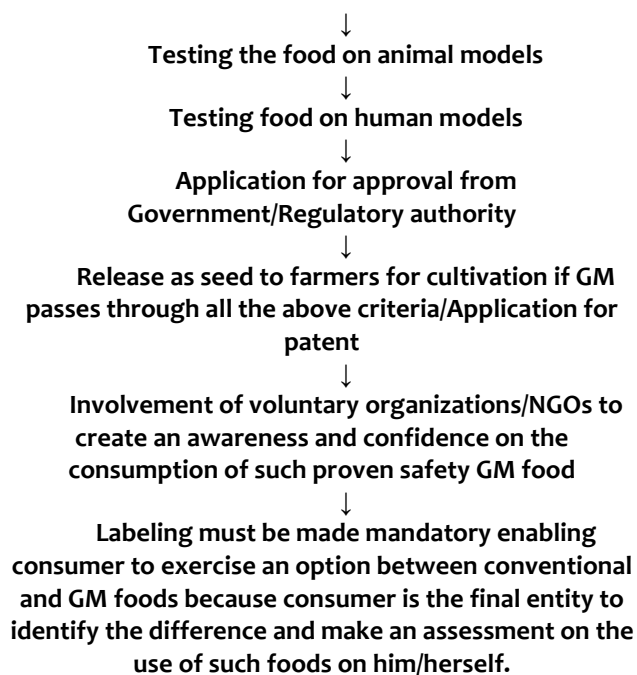 ↓
Testing the food on animal models
↓
Testing food on human models
↓
Application for approval from
Government/Regulatory authority
↓
Release as seed to farmers for cultivation if GM
passes through all the above criteria/Application for
patent
↓
Involvement of voluntary organizations/NGOs to
create an awareness and confidence on the
consumption of such proven safety GM food
↓
Labeling must be made mandatory enabling
consumer to exercise an option between conventional
and GM foods because consumer is the final entity to
identify the difference and make an assessment on the
use of such foods on him/herself.